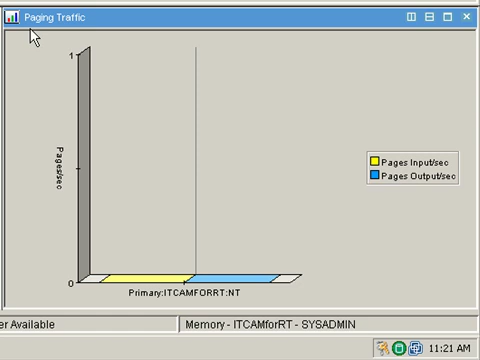 Paging Traffic
1
Pages/sec
Pages Input/sec
Pages Output/sec
0
Primary:ITCAMFORRT:NT
er Available
Memory - ITCAMforRT - SYSADMIN
11:21 AM